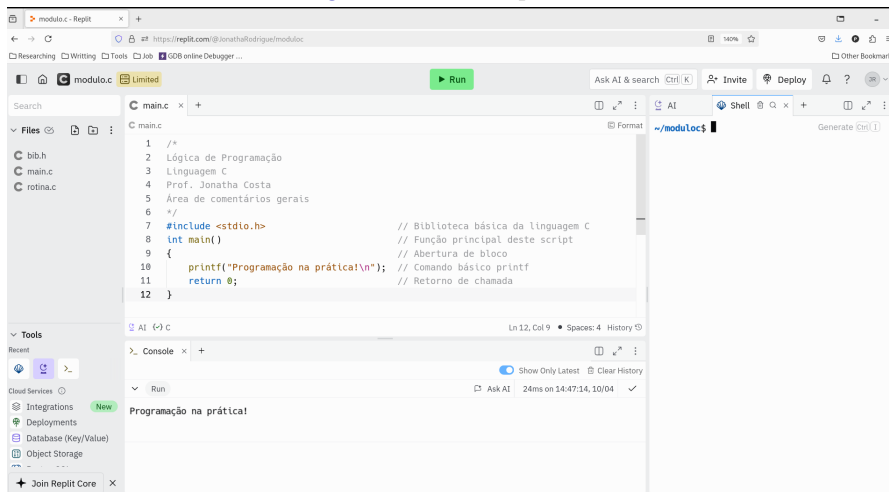 modulo.c - Replit × +
https://replit.com/@JonathaRodrigue/moduloc 140%
Researching Writting Tools Job GDB online Debugger ... Other Bookmar
modulo.c Limited Run Ask AI & search Ctrl K Invite Deploy ? JR
Search
Files
bib.h
main.c
rotina.c
main.c × +
main.c Format
1 /*
2 Lógica de Programação
3 Linguagem C
4 Prof. Jonatha Costa
5 Área de comentários gerais
6 */
7 #include <stdio.h> // Biblioteca básica da linguagem C
8 int main() // Função principal deste script
9 { // Abertura de bloco
10 printf("Programação na prática!\n"); // Comando básico printf
11 return 0; // Retorno de chamada
12 }
AI C Ln 12, Col 9 • Spaces: 4 History
AI Shell × +
~/moduloc$ Generate Ctrl I
Tools
Recent
Cloud Services
Integrations New
Deployments
Database (Key/Value)
Object Storage
Join Replit Core ×
>_ Console × +
Show Only Latest Clear History
Run Ask AI 24ms on 14:47:14, 10/04
Programação na prática!